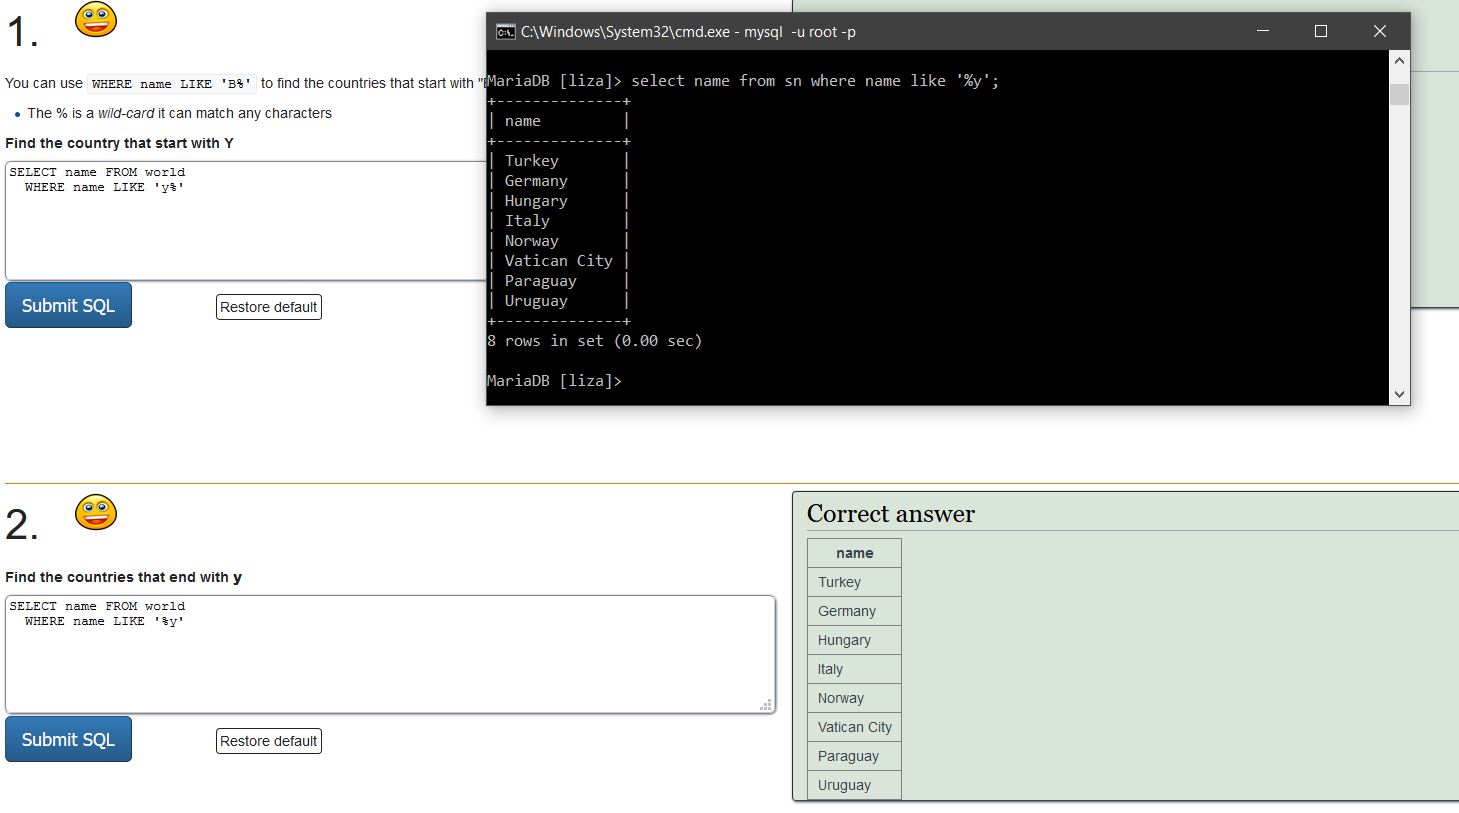 1.
You can use WHERE name LIKE 'B%' to find the countries that start with "
The % is a wild-card it can match any characters
Find the country that start with Y
SELECT name FROM world
WHERE name LIKE 'y%'
Submit SQL
Restore default
C:\Windows\System32\cmd.exe - mysql  -u root -p
MariaDB [liza]> select name from sn where name like '%y';
+--------------+
| name         |
+--------------+
| Turkey       |
| Germany      |
| Hungary      |
| Italy        |
| Norway       |
| Vatican City |
| Paraguay     |
| Uruguay      |
+--------------+
8 rows in set (0.00 sec)
MariaDB [liza]>
2.
Find the countries that end with y
SELECT name FROM world
WHERE name LIKE '%y'
Submit SQL
Restore default
Correct answer
name
Turkey
Germany
Hungary
Italy
Norway
Vatican City
Paraguay
Uruguay